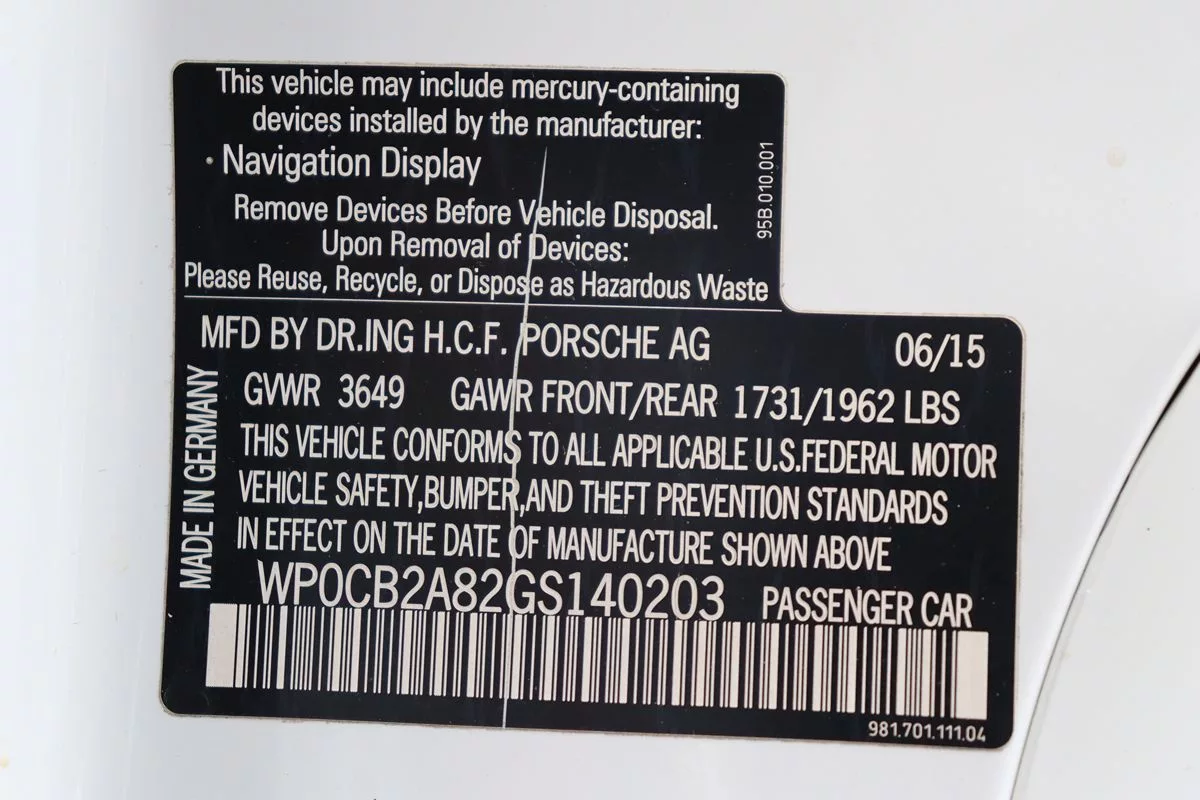 This vehicle may include mercury-containing
devices installed by the manufacturer:
· Navigation Display
Remove Devices Before Vehicle Disposal.
Upon Removal of Devices:
Please Reuse, Recycle, or Dispose as Hazardous Waste
95B.010.001
MFD BY DR.ING H.C.F. PORSCHE AG 06/15
GVWR 3649 GAWR FRONT/REAR 1731/1962 LBS
THIS VEHICLE CONFORMS TO ALL APPLICABLE U.S.FEDERAL MOTOR
VEHICLE SAFETY,BUMPER,AND THEFT PREVENTION STANDARDS
IN EFFECT ON THE DATE OF MANUFACTURE SHOWN ABOVE
MADE IN GERMANY
WP0CB2A82GS140203 PASSENGER CAR
981.701.111.04